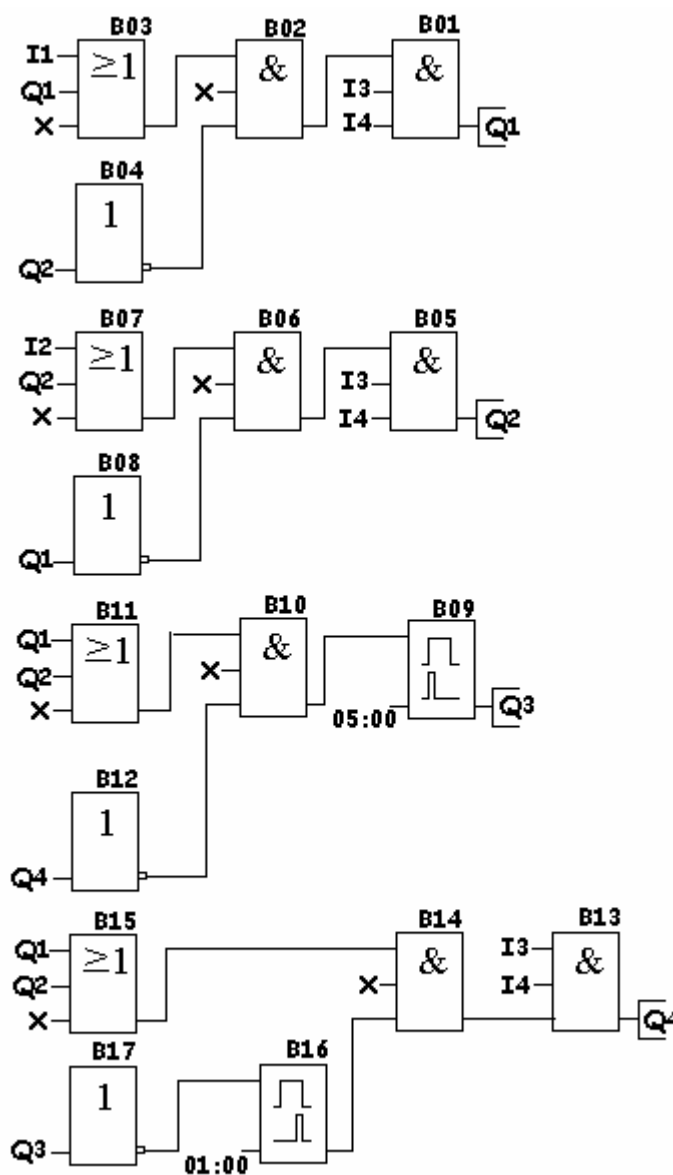 B03 B02 B01
I1 ≥1 & &
Q1 × I3
× I4 Q1
B04
1
Q2
B07 B06 B05
I2 ≥1 & &
Q2 × I3
× I4 Q2
B08
1
Q1
B11 B10 B09
Q1 ≥1 &
Q2 ×
× 05:00 Q3
B12
1
Q4
B15 B14 B13
Q1 ≥1 & I3 &
Q2 × I4
×
B17 B16
1
Q3 01:00